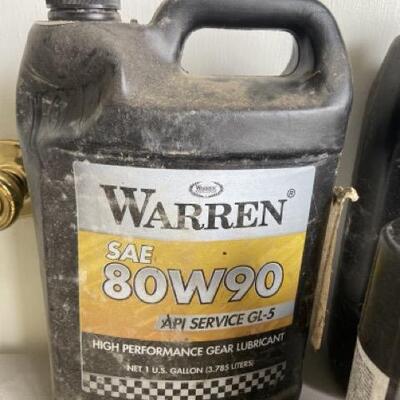 WARREN
WARREN®
SAE
80W90
API SERVICE GL-5
HIGH PERFORMANCE GEAR LUBRICANT
NET 1 U.S. GALLON (3.785 LITERS)